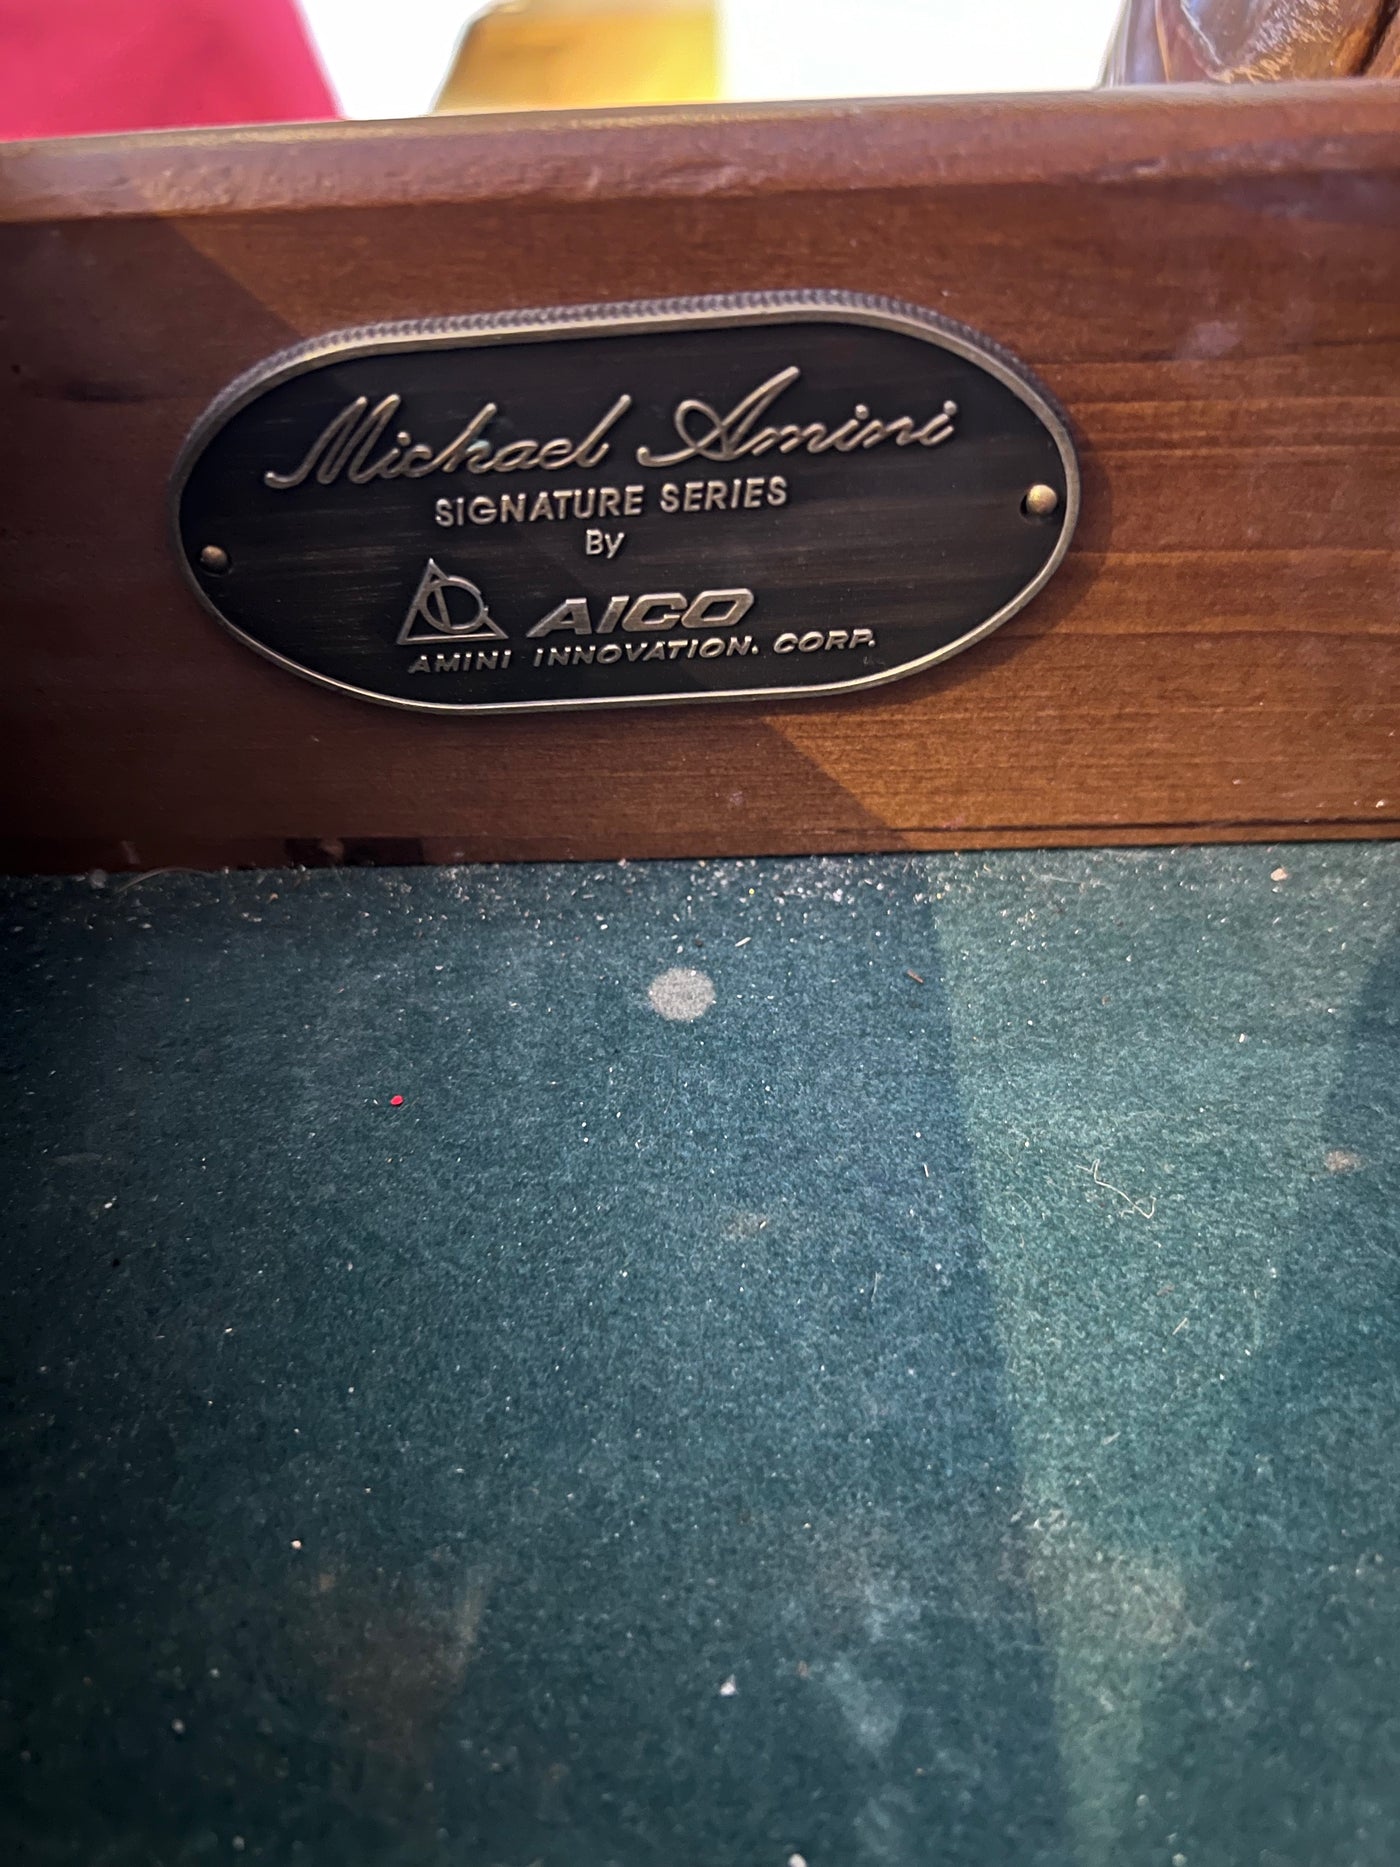 Michael Amini
SIGNATURE SERIES
By
AICO
AMINI INNOVATION. CORP.